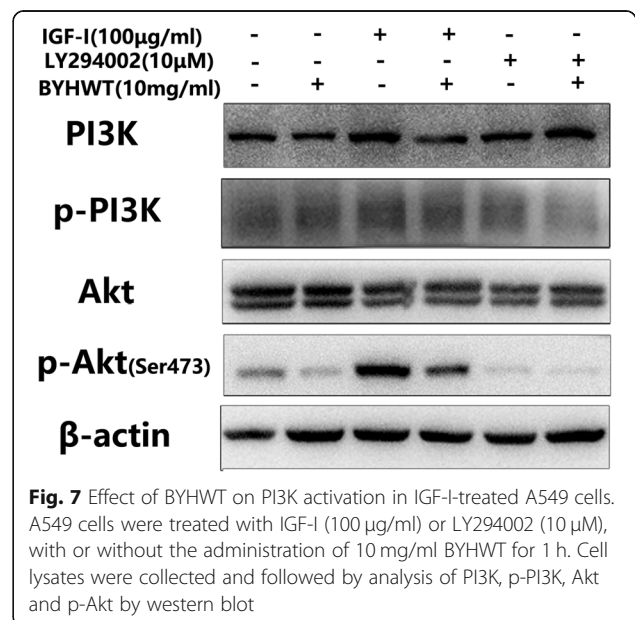 IGF-I(100μg/ml) - - + + - -
LY294002(10μM) - - - - + +
BYHWT(10mg/ml) - + - + - +
PI3K
p-PI3K
Akt
p-Akt(Ser473)
β-actin
Fig. 7 Effect of BYHWT on PI3K activation in IGF-I-treated A549 cells.
A549 cells were treated with IGF-I (100 μg/ml) or LY294002 (10 μM),
with or without the administration of 10 mg/ml BYHWT for 1 h. Cell
lysates were collected and followed by analysis of PI3K, p-PI3K, Akt
and p-Akt by western blot